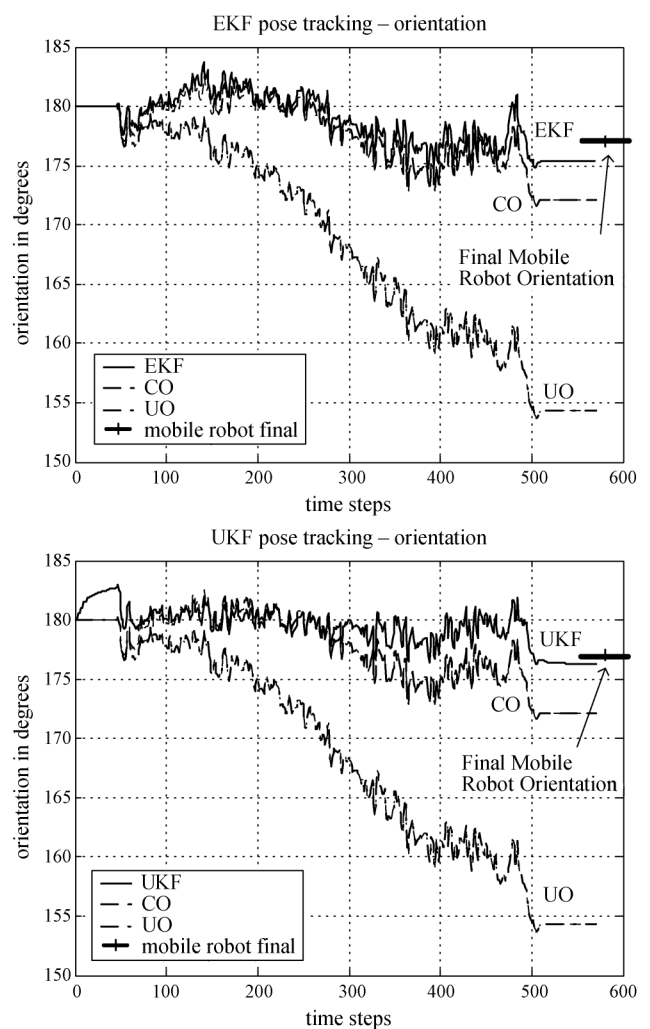 EKF pose tracking – orientation
185
180
175
170
165
160
155
150
orientation in degrees
EKF
CO
Final Mobile
Robot Orientation
UO
EKF
CO
UO
mobile robot final
0 100 200 300 400 500 600
time steps
UKF pose tracking – orientation
185
180
175
170
165
160
155
150
orientation in degrees
UKF
CO
Final Mobile
Robot Orientation
UO
UKF
CO
UO
mobile robot final
0 100 200 300 400 500 600
time steps